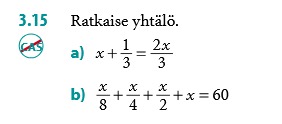 3.15 Ratkaise yhtälö.
CAS
a) x + 1/3 = 2x/3
b) x/8 + x/4 + x/2 + x = 60